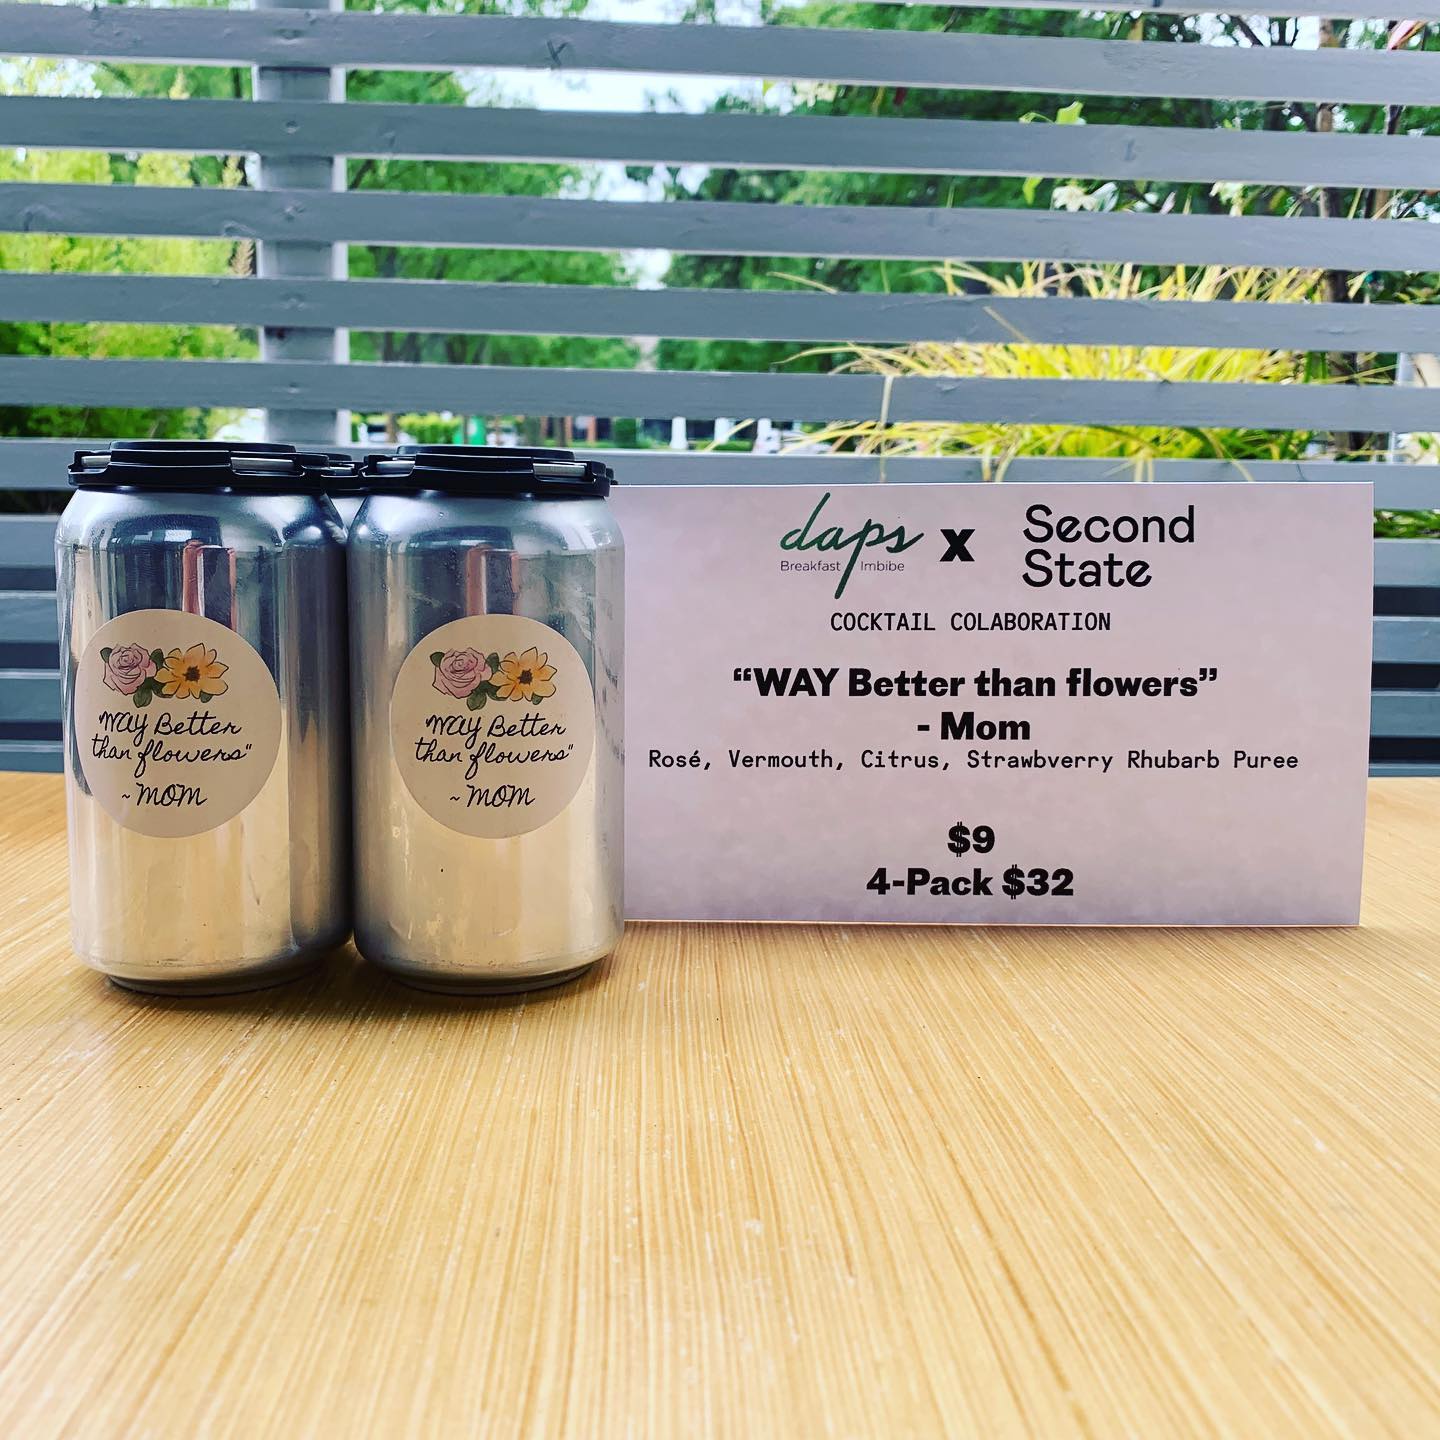 "WAY Better
than flowers"
~ MOM
"WAY Better
than flowers"
~ MOM
daps
Breakfast Imbibe
x
Second
State
COCKTAIL COLABORATION
“WAY Better than flowers”
- Mom
Rosé, Vermouth, Citrus, Strawbverry Rhubarb Puree
$9
4-Pack $32